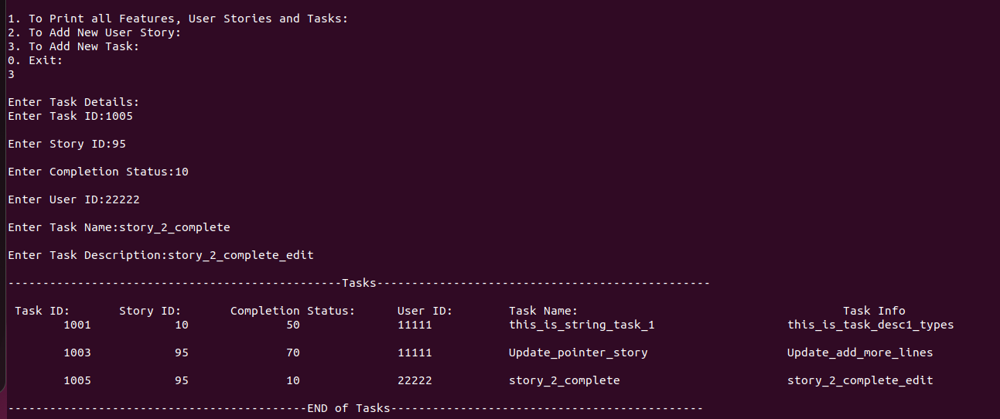 1. To Print all Features, User Stories and Tasks:
2. To Add New User Story:
3. To Add New Task:
0. Exit:
3
Enter Task Details:
Enter Task ID:1005
Enter Story ID:95
Enter Completion Status:10
Enter User ID:22222
Enter Task Name:story_2_complete
Enter Task Description:story_2_complete_edit
------------------------------------------------Tasks------------------------------------------------
Task ID: Story ID: Completion Status: User ID: Task Name: Task Info
1001 10 50 11111 this_is_string_task_1 this_is_task_desc1_types
1003 95 70 11111 Update_pointer_story Update_add_more_lines
1005 95 10 22222 story_2_complete story_2_complete_edit
-------------------------------------------END of Tasks---------------------------------------------